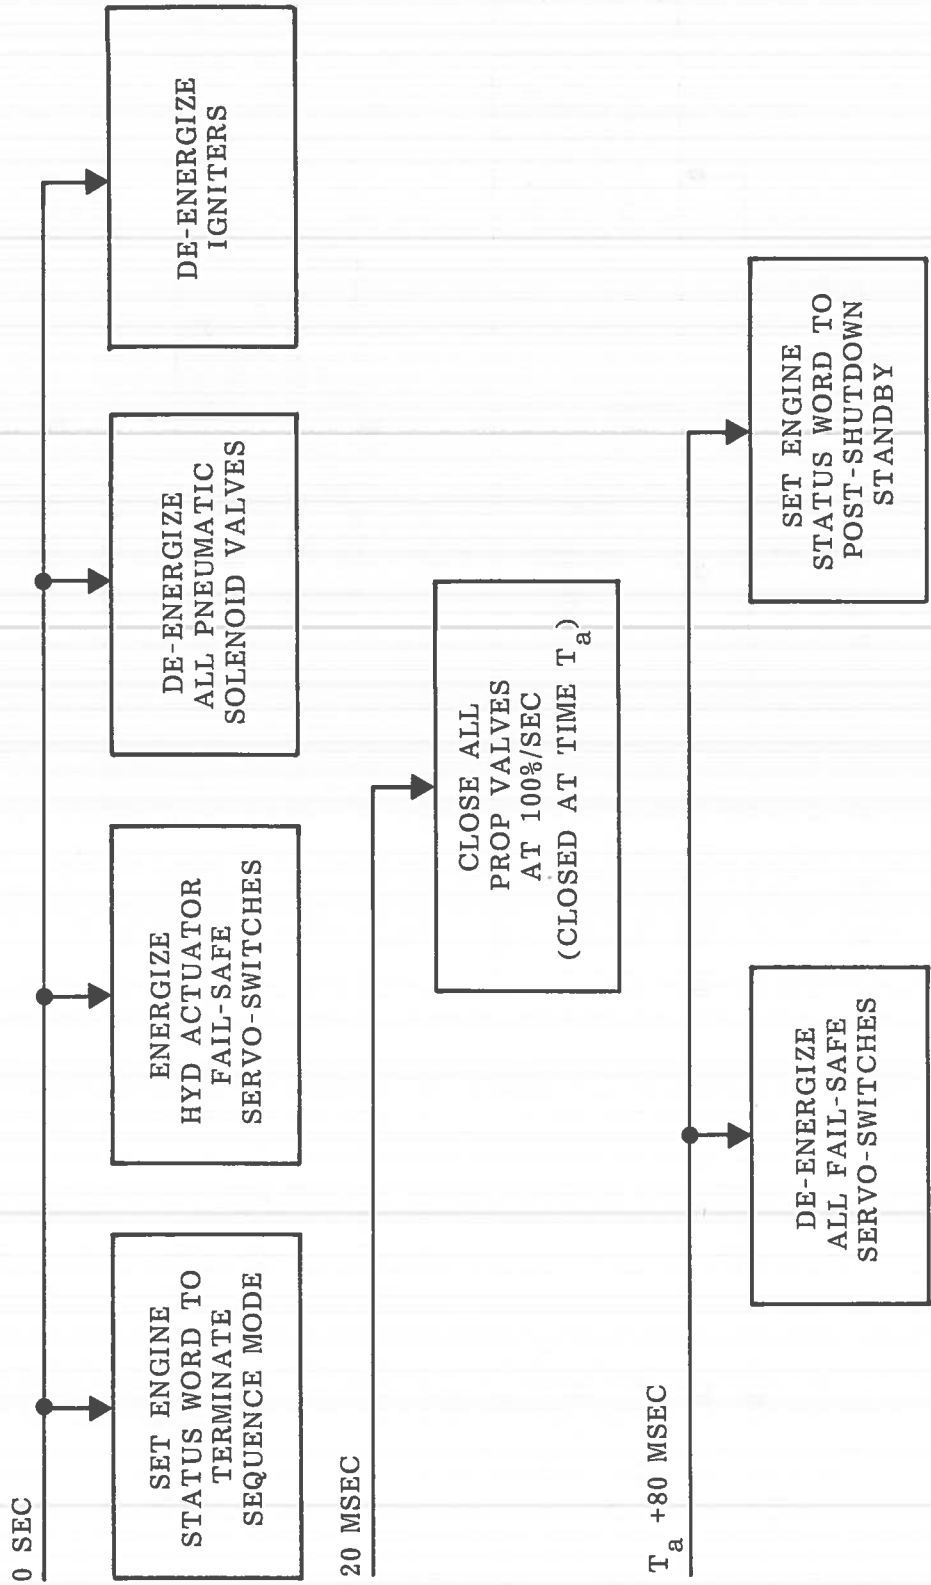 0 SEC
SET ENGINE
STATUS WORD TO
TERMINATE
SEQUENCE MODE
ENERGIZE
HYD ACTUATOR
FAIL-SAFE
SERVO-SWITCHES
DE-ENERGIZE
ALL PNEUMATIC
SOLENOID VALVES
DE-ENERGIZE
IGNITERS
20 MSEC
CLOSE ALL
PROP VALVES
AT 100%/SEC
(CLOSED AT TIME Ta)
Ta +80 MSEC
DE-ENERGIZE
ALL FAIL-SAFE
SERVO-SWITCHES
SET ENGINE
STATUS WORD TO
POST-SHUTDOWN
STANDBY